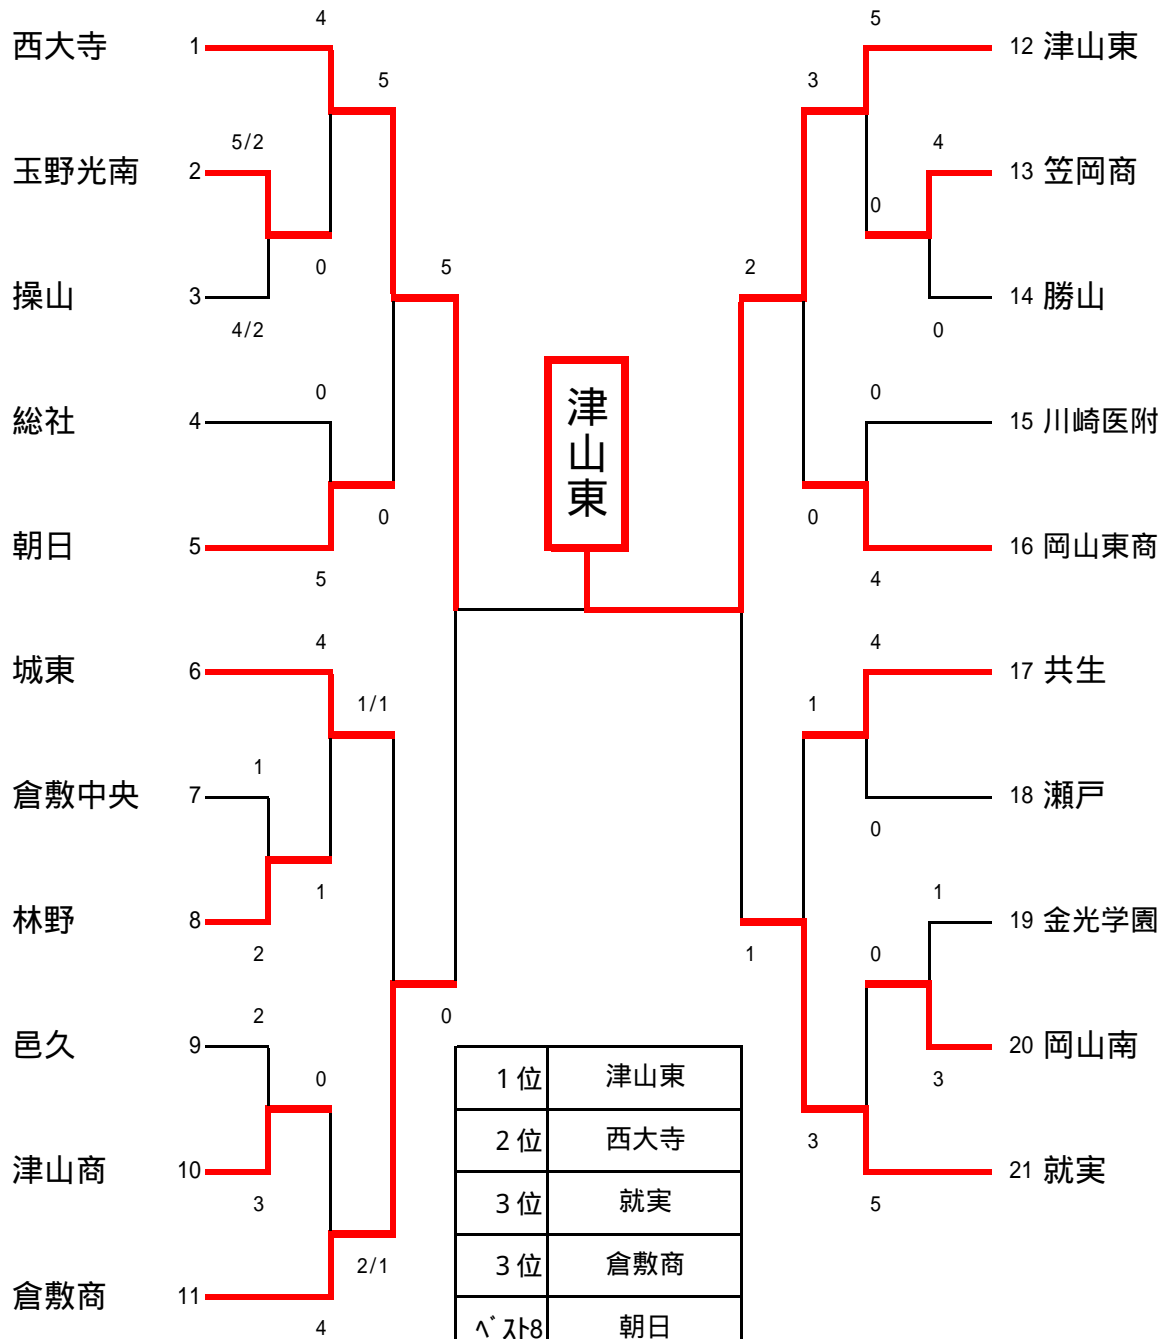 4
西大寺 1
5
5/2
玉野光南 2
0
操山 3
4/2
5
0
総社 4
0
朝日 5
5
4
城東 6
1/1
1
倉敷中央 7
1
林野 8
2
2
邑久 9
0
0
津山商 10
3
2/1
倉敷商 11
4
津山東
5
12 津山東
3
4
13 笠岡商
0
2
14 勝山
0
0
15 川崎医附
0
16 岡山東商
4
4
17 共生
1
18 瀬戸
0
1
19 金光学園
0
1
20 岡山南
3
3
21 就実
5
1位 津山東
2位 西大寺
3位 就実
3位 倉敷商
ベスト8 朝日